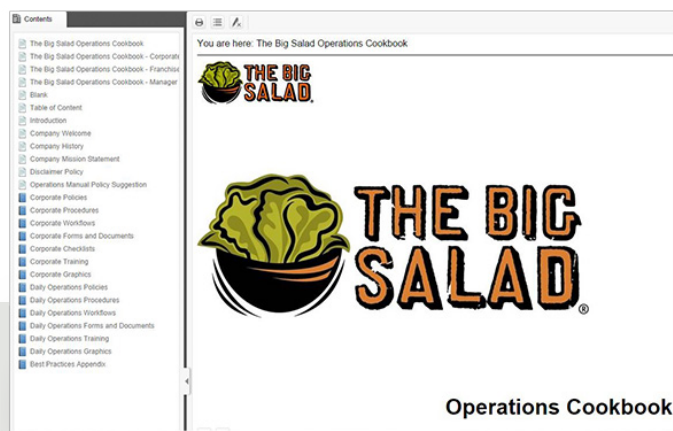 Contents
The Big Salad Operations Cookbook
The Big Salad Operations Cookbook - Corporate
The Big Salad Operations Cookbook - Franchise
The Big Salad Operations Cookbook - Manager
Blank
Table of Content
Introduction
Company Welcome
Company History
Company Mission Statement
Disclaimer Policy
Operations Manual Policy Suggestion
Corporate Policies
Corporate Procedures
Corporate Workflows
Corporate Forms and Documents
Corporate Checklists
Corporate Training
Corporate Graphics
Daily Operations Policies
Daily Operations Procedures
Daily Operations Workflows
Daily Operations Forms and Documents
Daily Operations Training
Daily Operations Graphics
Best Practices Appendix
You are here: The Big Salad Operations Cookbook
THE BIG
SALAD
THE BIG
SALAD®
Operations Cookbook